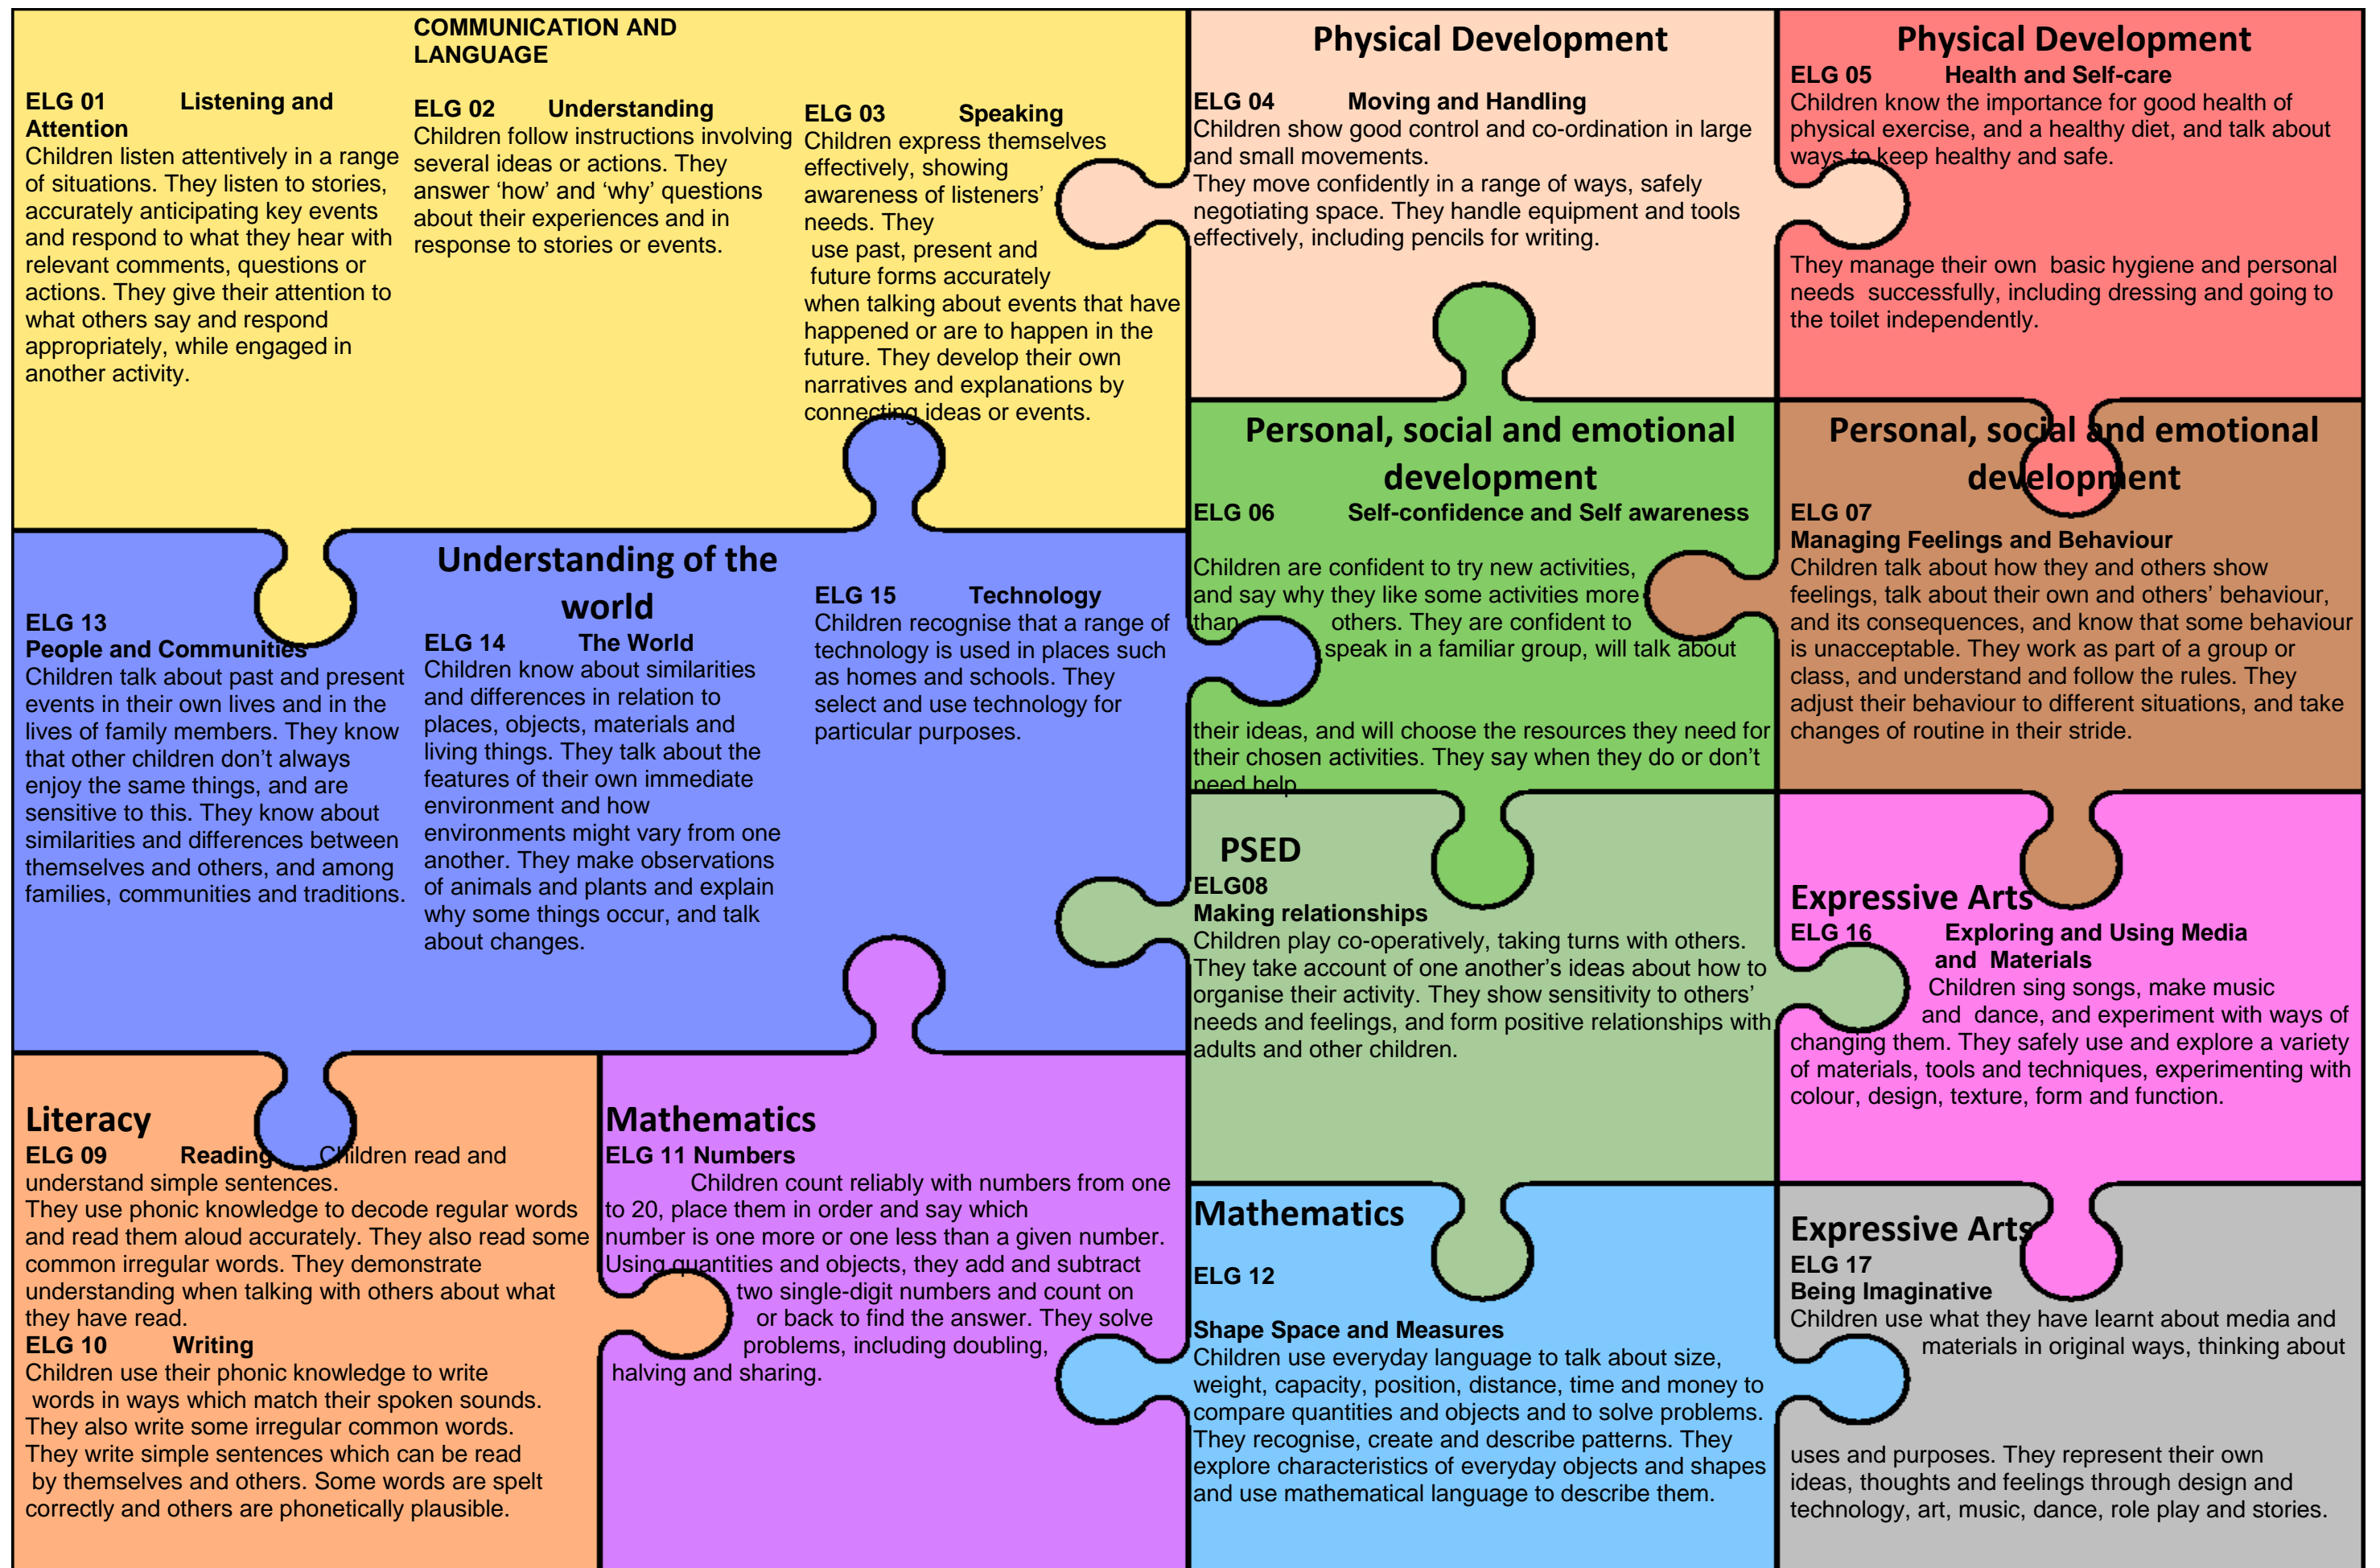 COMMUNICATION AND
LANGUAGE
ELG 01 Listening and
Attention
Children listen attentively in a range
of situations. They listen to stories,
accurately anticipating key events
and respond to what they hear with
relevant comments, questions or
actions. They give their attention to
what others say and respond
appropriately, while engaged in
another activity.
ELG 02 Understanding
Children follow instructions involving
several ideas or actions. They
answer ‘how’ and ‘why’ questions
about their experiences and in
response to stories or events.
ELG 03 Speaking
Children express themselves
effectively, showing
awareness of listeners’
needs. They
use past, present and
future forms accurately
when talking about events that have
happened or are to happen in the
future. They develop their own
narratives and explanations by
connecting ideas or events.
Physical Development
ELG 04 Moving and Handling
Children show good control and co-ordination in large
and small movements.
They move confidently in a range of ways, safely
negotiating space. They handle equipment and tools
effectively, including pencils for writing.
Physical Development
ELG 05 Health and Self-care
Children know the importance for good health of
physical exercise, and a healthy diet, and talk about
ways to keep healthy and safe.
They manage their own basic hygiene and personal
needs successfully, including dressing and going to
the toilet independently.
Personal, social and emotional
development
ELG 06 Self-confidence and Self awareness
Children are confident to try new activities,
and say why they like some activities more
than others. They are confident to
speak in a familiar group, will talk about
their ideas, and will choose the resources they need for
their chosen activities. They say when they do or don’t
need help
Personal, social and emotional
development
ELG 07
Managing Feelings and Behaviour
Children talk about how they and others show
feelings, talk about their own and others’ behaviour,
and its consequences, and know that some behaviour
is unacceptable. They work as part of a group or
class, and understand and follow the rules. They
adjust their behaviour to different situations, and take
changes of routine in their stride.
Understanding of the
world
ELG 13
People and Communities
Children talk about past and present
events in their own lives and in the
lives of family members. They know
that other children don’t always
enjoy the same things, and are
sensitive to this. They know about
similarities and differences between
themselves and others, and among
families, communities and traditions.
ELG 14 The World
Children know about similarities
and differences in relation to
places, objects, materials and
living things. They talk about the
features of their own immediate
environment and how
environments might vary from one
another. They make observations
of animals and plants and explain
why some things occur, and talk
about changes.
ELG 15 Technology
Children recognise that a range of
technology is used in places such
as homes and schools. They
select and use technology for
particular purposes.
PSED
ELG08
Making relationships
Children play co-operatively, taking turns with others.
They take account of one another’s ideas about how to
organise their activity. They show sensitivity to others’
needs and feelings, and form positive relationships with
adults and other children.
Expressive Arts
ELG 16 Exploring and Using Media
and Materials
Children sing songs, make music
and dance, and experiment with ways of
changing them. They safely use and explore a variety
of materials, tools and techniques, experimenting with
colour, design, texture, form and function.
Literacy
ELG 09 Reading Children read and
understand simple sentences.
They use phonic knowledge to decode regular words
and read them aloud accurately. They also read some
common irregular words. They demonstrate
understanding when talking with others about what
they have read.
ELG 10 Writing
Children use their phonic knowledge to write
words in ways which match their spoken sounds.
They also write some irregular common words.
They write simple sentences which can be read
by themselves and others. Some words are spelt
correctly and others are phonetically plausible.
Mathematics
ELG 11 Numbers
Children count reliably with numbers from one
to 20, place them in order and say which
number is one more or one less than a given number.
Using quantities and objects, they add and subtract
two single-digit numbers and count on
or back to find the answer. They solve
problems, including doubling,
halving and sharing.
Mathematics
ELG 12
Shape Space and Measures
Children use everyday language to talk about size,
weight, capacity, position, distance, time and money to
compare quantities and objects and to solve problems.
They recognise, create and describe patterns. They
explore characteristics of everyday objects and shapes
and use mathematical language to describe them.
Expressive Arts
ELG 17
Being Imaginative
Children use what they have learnt about media and
materials in original ways, thinking about
uses and purposes. They represent their own
ideas, thoughts and feelings through design and
technology, art, music, dance, role play and stories.